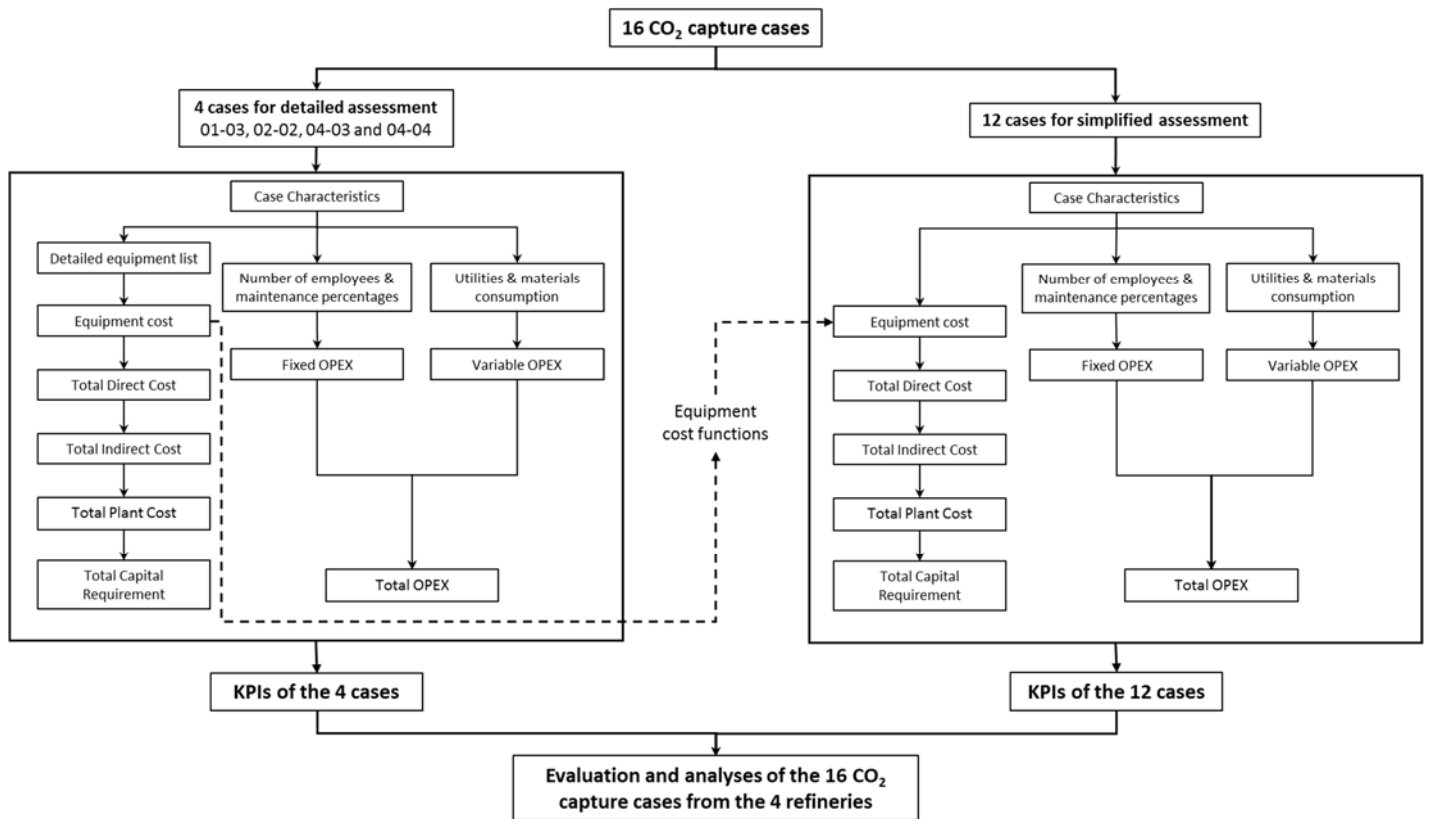 16 CO₂ capture cases
4 cases for detailed assessment
01-03, 02-02, 04-03 and 04-04
Case Characteristics
Detailed equipment list
Number of employees &
maintenance percentages
Utilities & materials
consumption
Equipment cost
Fixed OPEX
Variable OPEX
Total Direct Cost
Total Indirect Cost
Total Plant Cost
Total Capital
Requirement
Total OPEX
KPIs of the 4 cases
Equipment
cost functions
12 cases for simplified assessment
Case Characteristics
Number of employees &
maintenance percentages
Utilities & materials
consumption
Equipment cost
Fixed OPEX
Variable OPEX
Total Direct Cost
Total Indirect Cost
Total Plant Cost
Total Capital
Requirement
Total OPEX
KPIs of the 12 cases
Evaluation and analyses of the 16 CO₂
capture cases from the 4 refineries